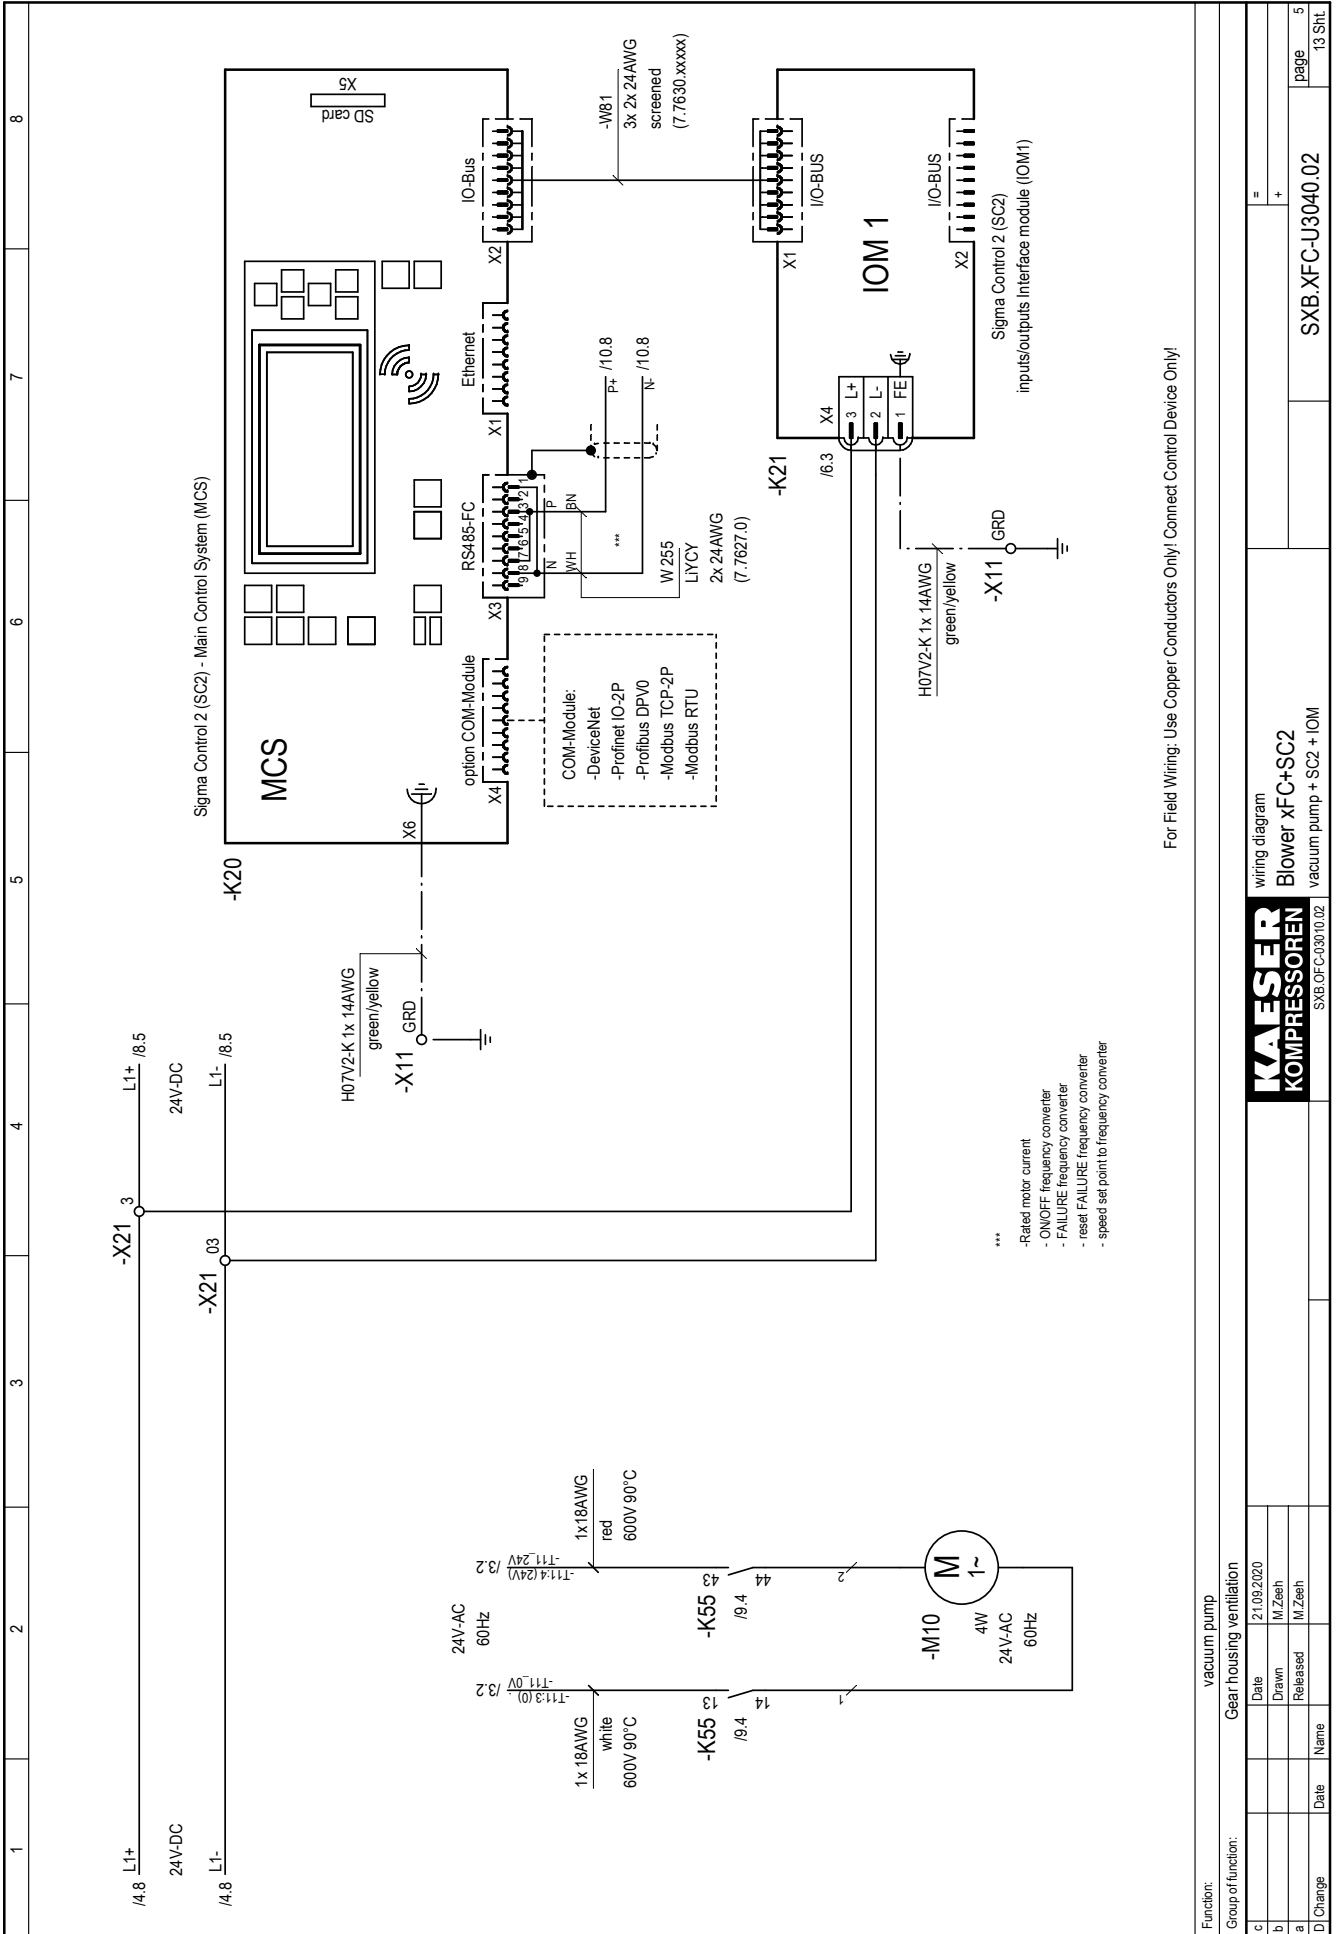 1 2 3 4 5 6 7 8
/4.8 L1+
24V-DC
/4.8 L1-
-X21 3
L1+ /8.5
24V-DC
-X21 03
L1- /8.5
24V-AC
60Hz
/3.2
-T11:3 (0)
-T11_0V
1x 18AWG
white
600V 90°C
-K55 13
/9.4
14
1
/3.2
-T11:4 (24V)
-T11_24V
1x18AWG
red
600V 90°C
-K55 43
/9.4
44
2
-M10
M
1~
4W
24V-AC
60Hz
Sigma Control 2 (SC2) - Main Control System (MCS)
-K20
MCS
SD card
X5
X6
H07V2-K 1x 14AWG
green/yellow
-X11 GRD
option COM-Module
X4
COM-Module:
-DeviceNet
-Profinet IO-2P
-Profibus DPV0
-Modbus TCP-2P
-Modbus RTU
RS485-FC
X3
9 8 7 6 5 4 3 2 1
N P
WH BN
***
W 255
LiYCY
2x 24AWG
(7.7627.0)
P+ /10.8
N- /10.8
Ethernet
X1
IO-Bus
X2
-W81
3x 2x 24AWG
screened
(7.7630.xxxxx)
-K21
/6.3
X4
3 L+
2 L-
1 FE
X1
I/O-BUS
IOM 1
I/O-BUS
X2
Sigma Control 2 (SC2)
inputs/outputs Interface module (IOM1)
H07V2-K 1x 14AWG
green/yellow
-X11 GRD
***
-Rated motor current
- ON/OFF frequency converter
- FAILURE frequency converter
- reset FAILURE frequency converter
- speed set point to frequency converter
For Field Wiring: Use Copper Conductors Only! Connect Control Device Only!
Function: vacuum pump
Group of function: Gear housing ventilation
c Date 21.09.2020
b Drawn M.Zeeh
a Released M.Zeeh
D Change Date Name
KAESER
KOMPRESSOREN
SXB.OFC-03010.02
wiring diagram
Blower xFC+SC2
vacuum pump + SC2 + IOM
=
+
SXB.XFC-U3040.02
page 5
13 Sht.